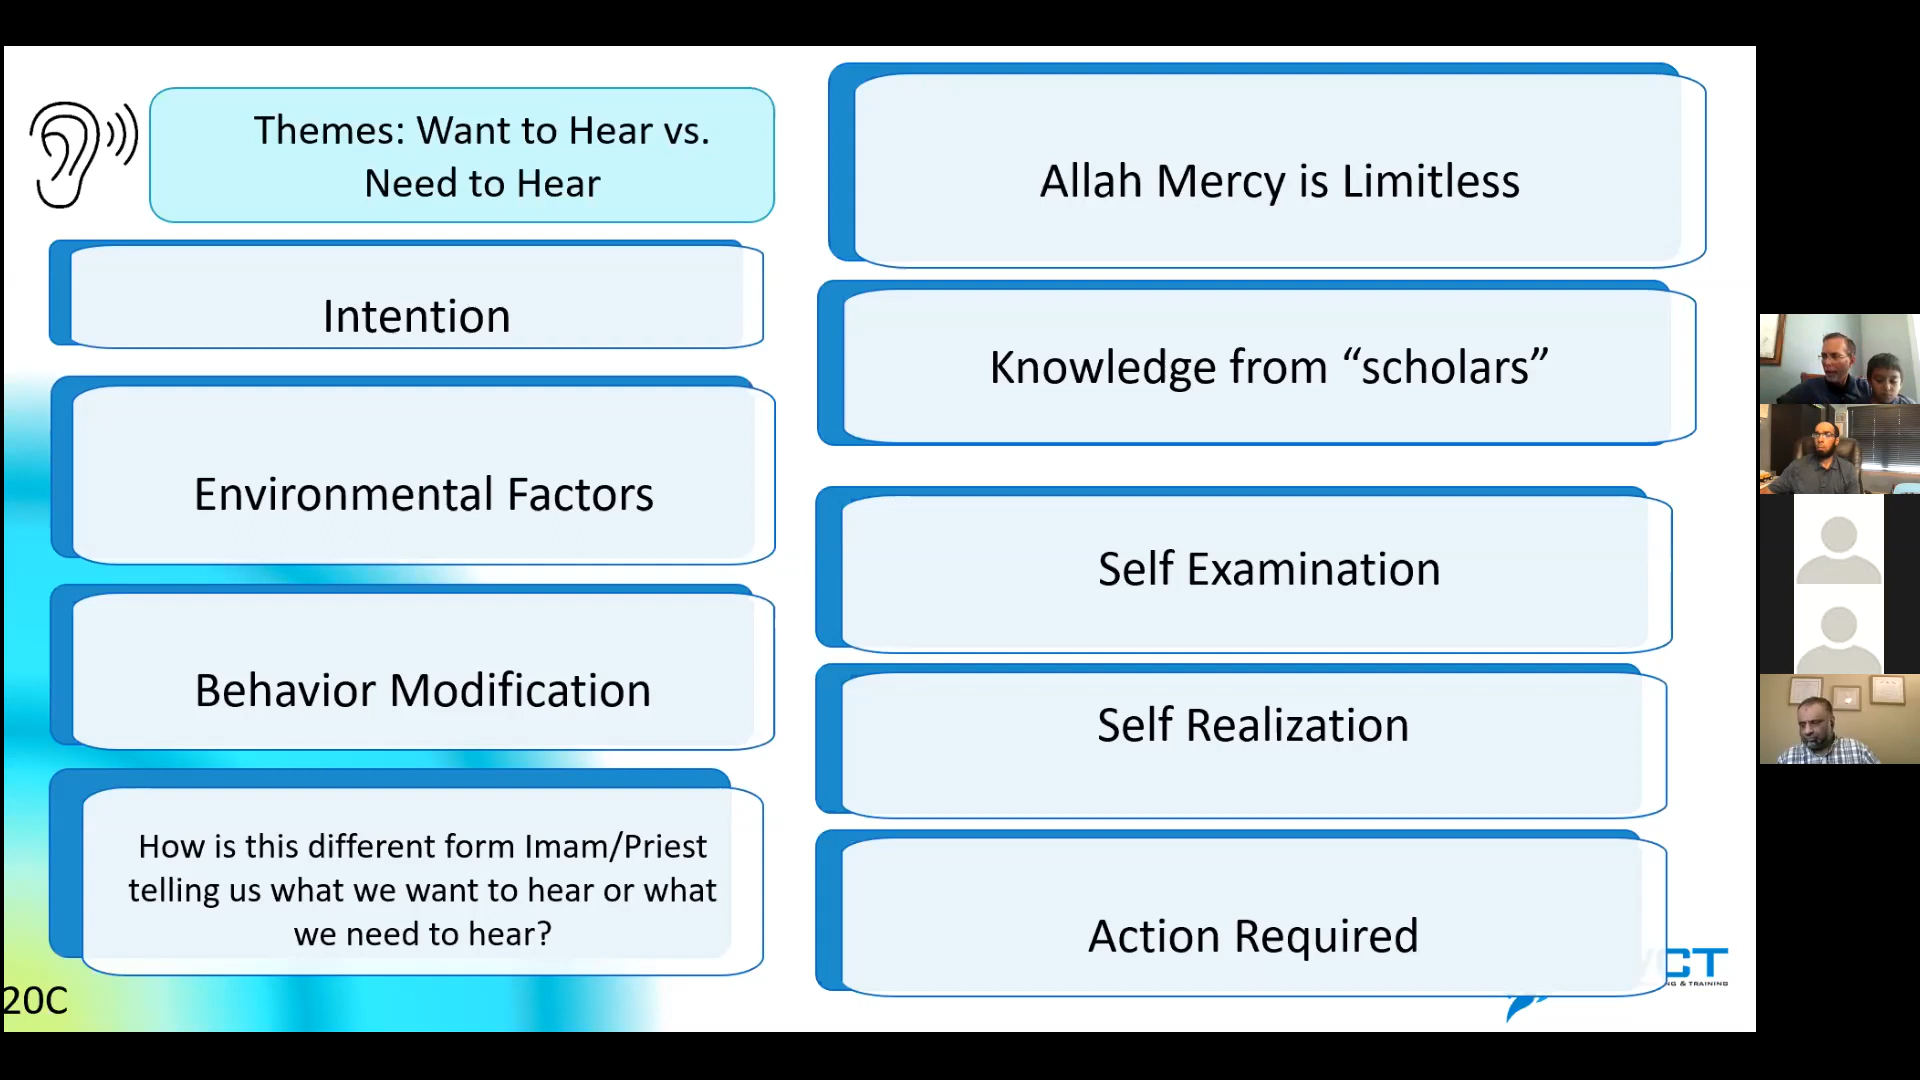 Themes: Want to Hear vs.
Need to Hear
Intention
Environmental Factors
Behavior Modification
How is this different form Imam/Priest
telling us what we want to hear or what
we need to hear?
20C
Allah Mercy is Limitless
Knowledge from “scholars”
Self Examination
Self Realization
Action Required
CT
& TRAINING